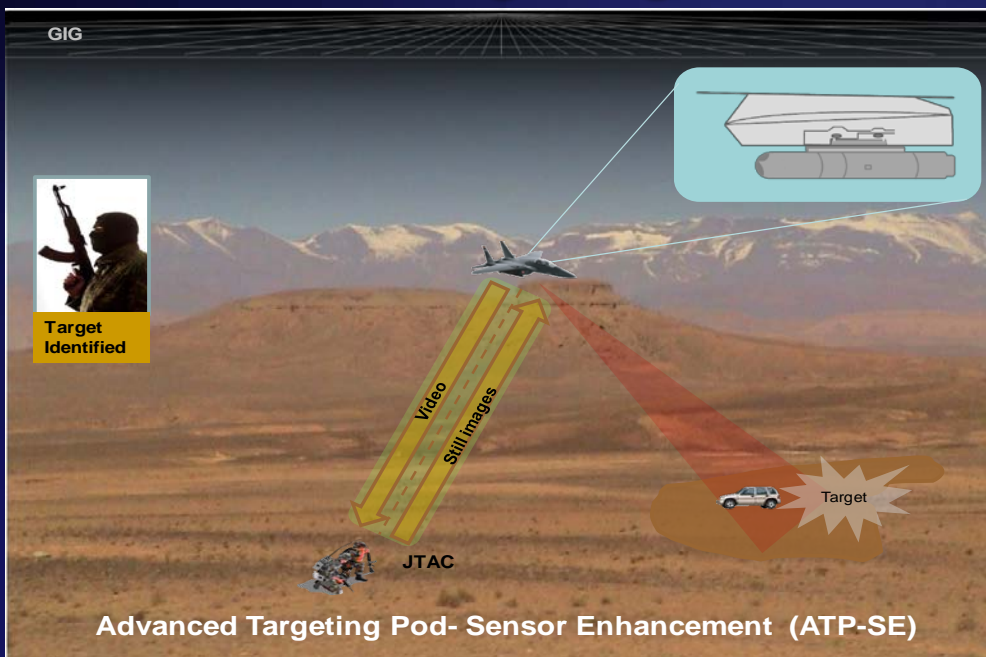 GIG
Target
Identified
Video
Still images
Target
JTAC
Advanced Targeting Pod- Sensor Enhancement (ATP-SE)